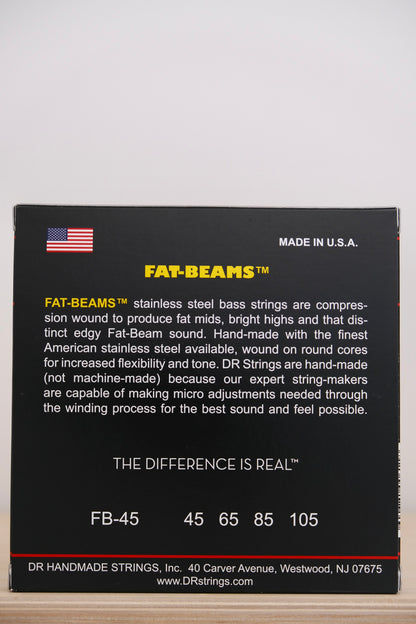 MADE IN U.S.A.
FAT-BEAMS™
FAT-BEAMS™ stainless steel bass strings are compres-
sion wound to produce fat mids, bright highs and that dis-
tinct edgy Fat-Beam sound. Hand-made with the finest
American stainless steel available, wound on round cores
for increased flexibility and tone. DR Strings are hand-made
(not machine-made) because our expert string-makers
are capable of making micro adjustments needed through
the winding process for the best sound and feel possible.
THE DIFFERENCE IS REAL™
FB-45 45 65 85 105
DR HANDMADE STRINGS, Inc. 40 Carver Avenue, Westwood, NJ 07675
www.DRstrings.com